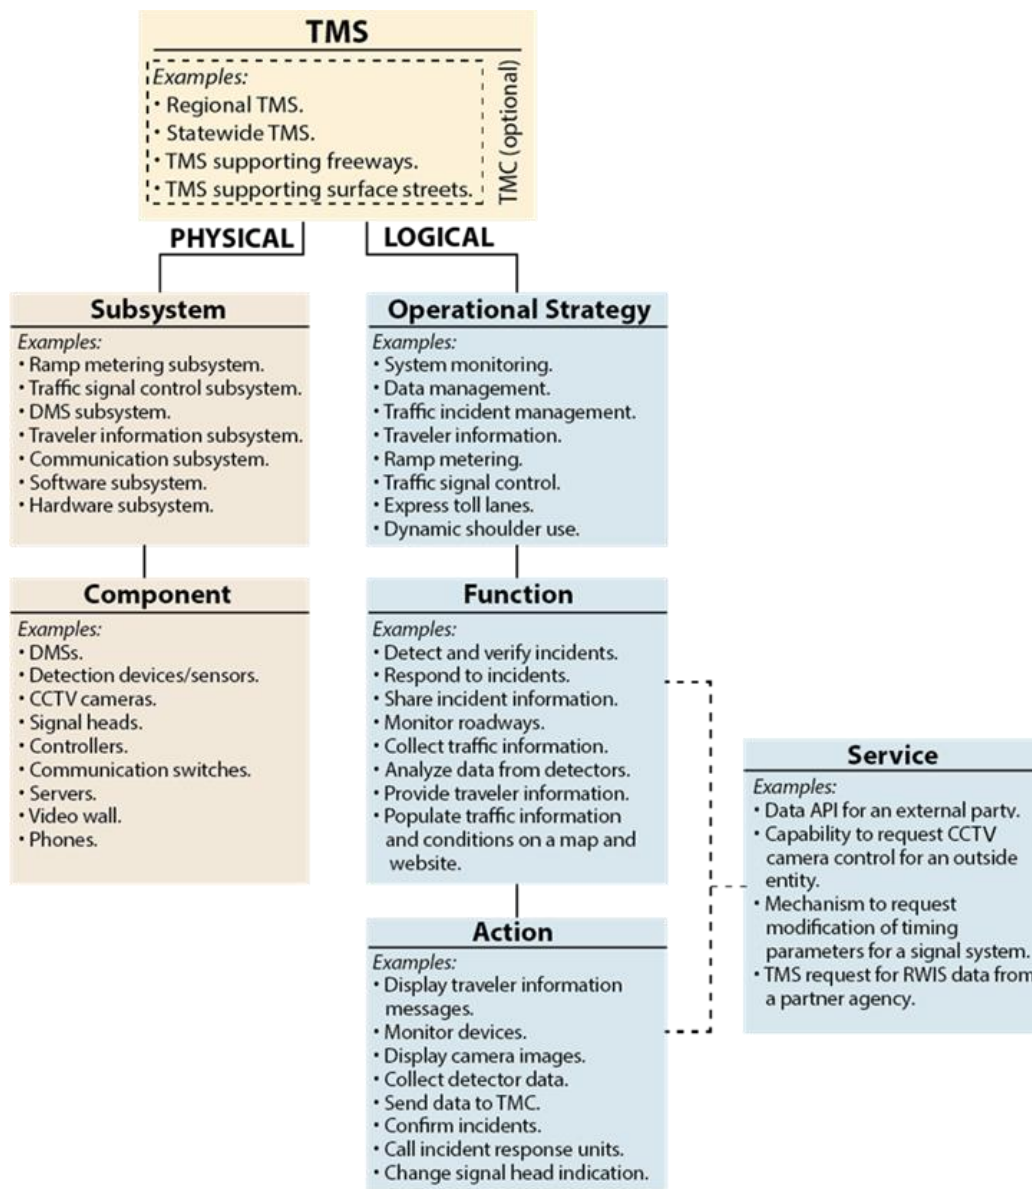 TMS
Examples:
· Regional TMS.
· Statewide TMS.
· TMS supporting freeways.
· TMS supporting surface streets.
TMC (optional)
PHYSICAL
LOGICAL
Subsystem
Examples:
· Ramp metering subsystem.
· Traffic signal control subsystem.
· DMS subsystem.
· Traveler information subsystem.
· Communication subsystem.
· Software subsystem.
· Hardware subsystem.
Operational Strategy
Examples:
· System monitoring.
· Data management.
· Traffic incident management.
· Traveler information.
· Ramp metering.
· Traffic signal control.
· Express toll lanes.
· Dynamic shoulder use.
Component
Examples:
· DMSs.
· Detection devices/sensors.
· CCTV cameras.
· Signal heads.
· Controllers.
· Communication switches.
· Servers.
· Video wall.
· Phones.
Function
Examples:
· Detect and verify incidents.
· Respond to incidents.
· Share incident information.
· Monitor roadways.
· Collect traffic information.
· Analyze data from detectors.
· Provide traveler information.
· Populate traffic information
and conditions on a map and
website.
Service
Examples:
· Data API for an external party.
· Capability to request CCTV
camera control for an outside
entity.
· Mechanism to request
modification of timing
parameters for a signal system.
· TMS request for RWIS data from
a partner agency.
Action
Examples:
· Display traveler information
messages.
· Monitor devices.
· Display camera images.
· Collect detector data.
· Send data to TMC.
· Confirm incidents.
· Call incident response units.
· Change signal head indication.